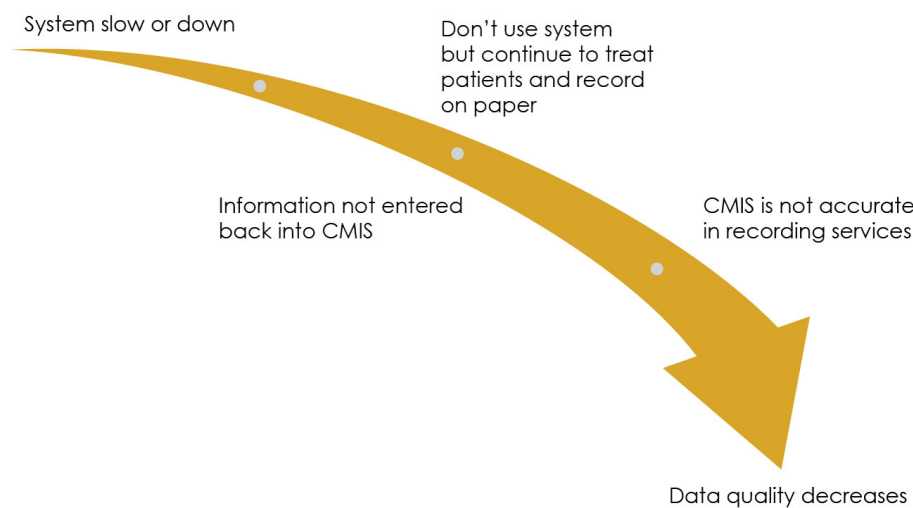 System slow or down
Don’t use system
but continue to treat
patients and record
on paper
Information not entered
back into CMIS
CMIS is not accurate
in recording services
Data quality decreases